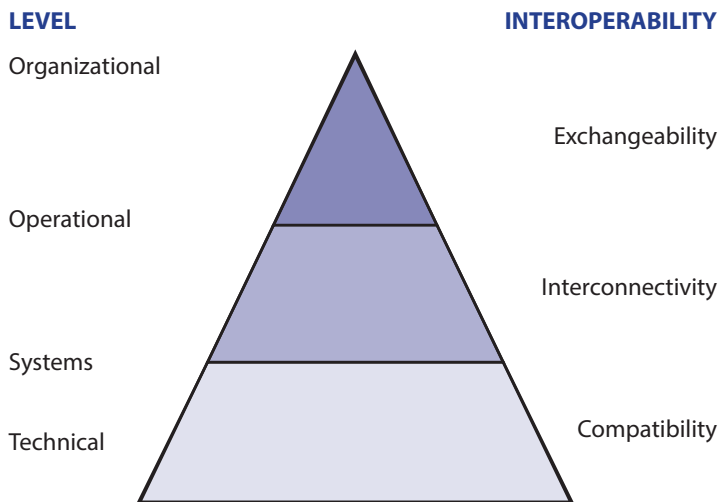 LEVEL
INTEROPERABILITY
Organizational
Exchangeability
Operational
Interconnectivity
Systems
Compatibility
Technical